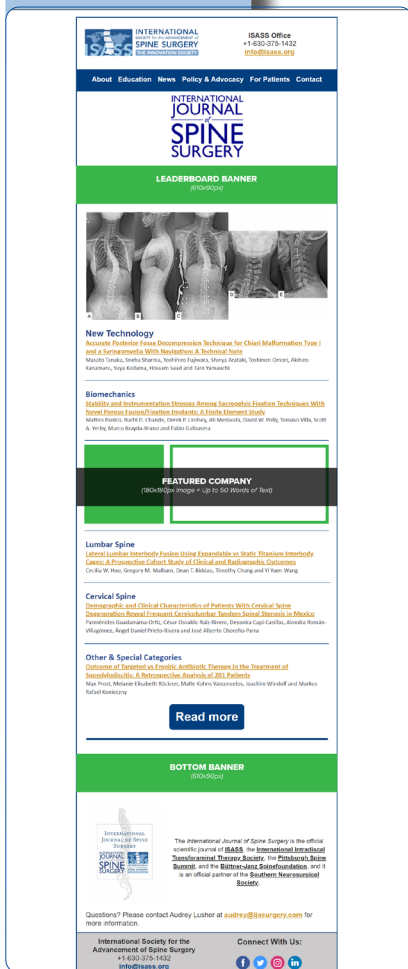 ISASS
INTERNATIONAL
SOCIETY for the ADVANCEMENT of
SPINE SURGERY
THE INNOVATION SOCIETY
ISASS Office
+1-630-375-1432
info@isass.org
About Education News Policy & Advocacy For Patients Contact
INTERNATIONAL
JOURNAL
of
SPINE
SURGERY
LEADERBOARD BANNER
(610x90px)
A B C D E
New Technology
Accurate Posterior Fossa Decompression Technique for Chiari Malformation Type I
and a Syringomyelia With Navigation: A Technical Note
Masato Tanaka, Sneha Sharma, Yoshihiro Fujiwara, Shinya Arataki, Toshinori Omori, Akihiro
Kanamaru, Yuya Kodama, Hossam Saad and Taro Yamauchi
Biomechanics
Stability and Instrumentation Stresses Among Sacropelvic Fixation Techniques With
Novel Porous Fusion/Fixation Implants: A Finite Element Study
Matteo Panico, Ruchi D. Chande, Derek P. Lindsey, Ali Mesiwala, David W. Polly, Tomaso Villa, Scott
A. Yerby, Marco Brayda-Bruno and Fabio Galbusera
FEATURED COMPANY
(180x180px Image + Up to 50 Words of Text)
Lumbar Spine
Lateral Lumbar Interbody Fusion Using Expandable vs Static Titanium Interbody
Cages: A Prospective Cohort Study of Clinical and Radiographic Outcomes
Cecilia W. Huo, Gregory M. Malham, Dean T. Biddau, Timothy Chung and Yi Yuen Wang
Cervical Spine
Demographic and Clinical Characteristics of Patients With Cervical Spine
Degeneration Reveal Frequent Cervicolumbar Tandem Spinal Stenosis in Mexico
Parménides Guadarrama-Ortíz, César Osvaldo Ruíz-Rivero, Deyanira Capi-Casillas, Alondra Román-
Villagómez, Ángel Daniel Prieto-Rivera and José Alberto Choreño-Parra
Other & Special Categories
Outcome of Targeted vs Empiric Antibiotic Therapy in the Treatment of
Spondylodiscitis: A Retrospective Analysis of 201 Patients
Max Prost, Melanie Elisabeth Röckner, Malte Kohns Vasconcelos, Joachim Windolf and Markus
Rafael Konieczny
Read more
BOTTOM BANNER
(610x90px)
INTERNATIONAL
JOURNAL OF SPINE
SURGERY
INTERNATIONAL
JOURNAL
SPINE
SURGERY
ISASS
The International Journal of Spine Surgery is the official
scientific journal of ISASS, the International Intradiscal
Transforaminal Therapy Society, the Pittsburgh Spine
Summit, and the Büttner-Janz Spinefoundation, and it
is an official partner of the Southern Neurosurgical
Society.
Questions? Please contact Audrey Lusher at audrey@ijssurgery.com for
more information.
International Society for the
Advancement of Spine Surgery
+1-630-375-1432
info@isass.org
Connect With Us: